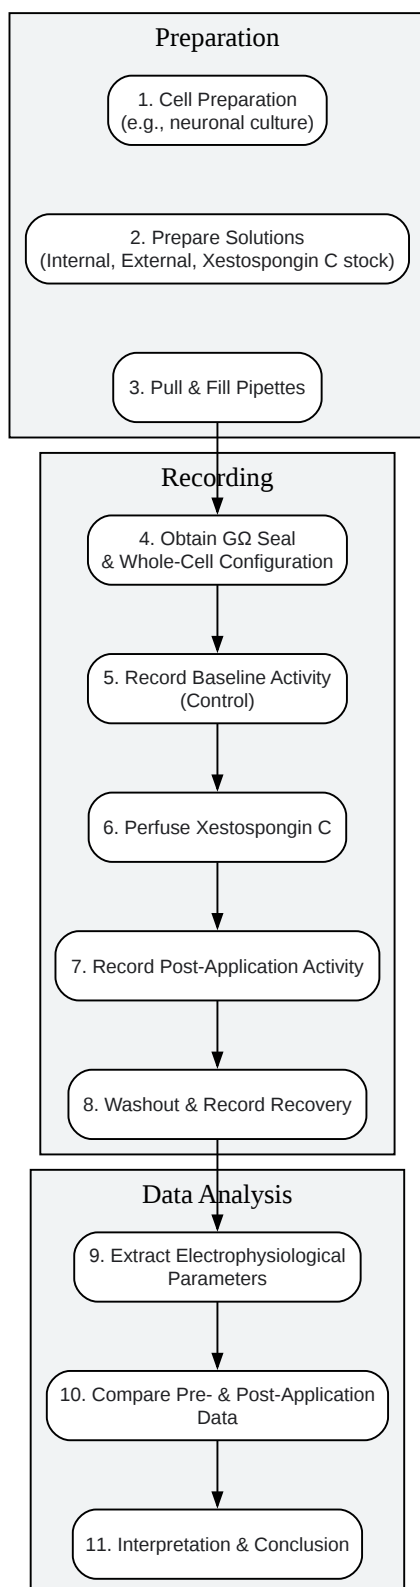 Preparation
1. Cell Preparation
(e.g., neuronal culture)
2. Prepare Solutions
(Internal, External, Xestospongin C stock)
3. Pull & Fill Pipettes
Recording
4. Obtain GΩ Seal
& Whole-Cell Configuration
5. Record Baseline Activity
(Control)
6. Perfuse Xestospongin C
7. Record Post-Application Activity
8. Washout & Record Recovery
Data Analysis
9. Extract Electrophysiological
Parameters
10. Compare Pre- & Post-Application
Data
11. Interpretation & Conclusion